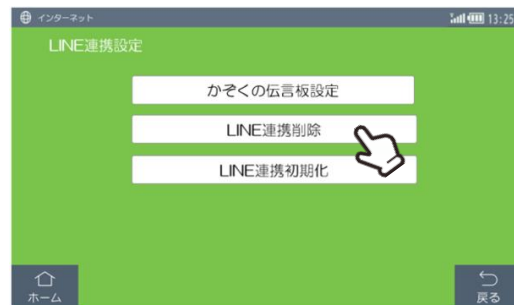 インターネット 13:25
LINE連携設定
かぞくの伝言板設定
LINE連携削除
LINE連携初期化
ホーム 戻る